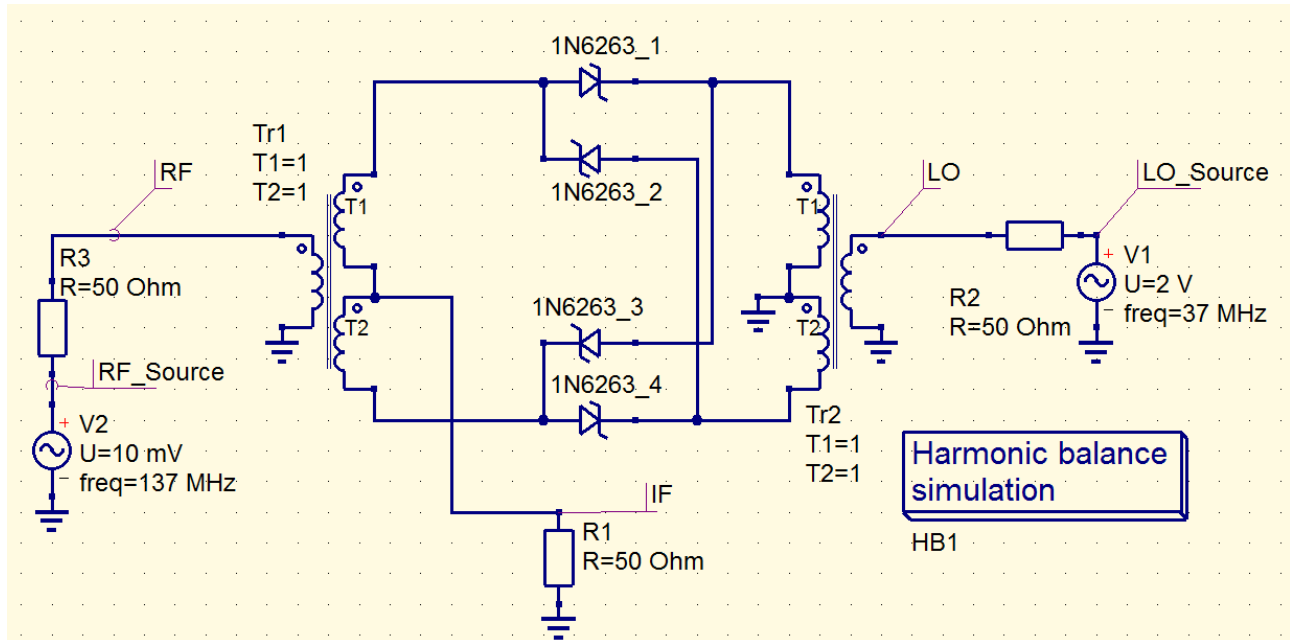 1N6263_1
Tr1
T1=1
T2=1
1N6263_2
RF
T1
T1
LO
LO_Source
R3
R=50 Ohm
V1
U=2 V
freq=37 MHz
R2
R=50 Ohm
T2
1N6263_3
T2
RF_Source
1N6263_4
V2
U=10 mV
freq=137 MHz
Tr2
T1=1
T2=1
Harmonic balance
simulation
HB1
IF
R1
R=50 Ohm
+
−
+
−